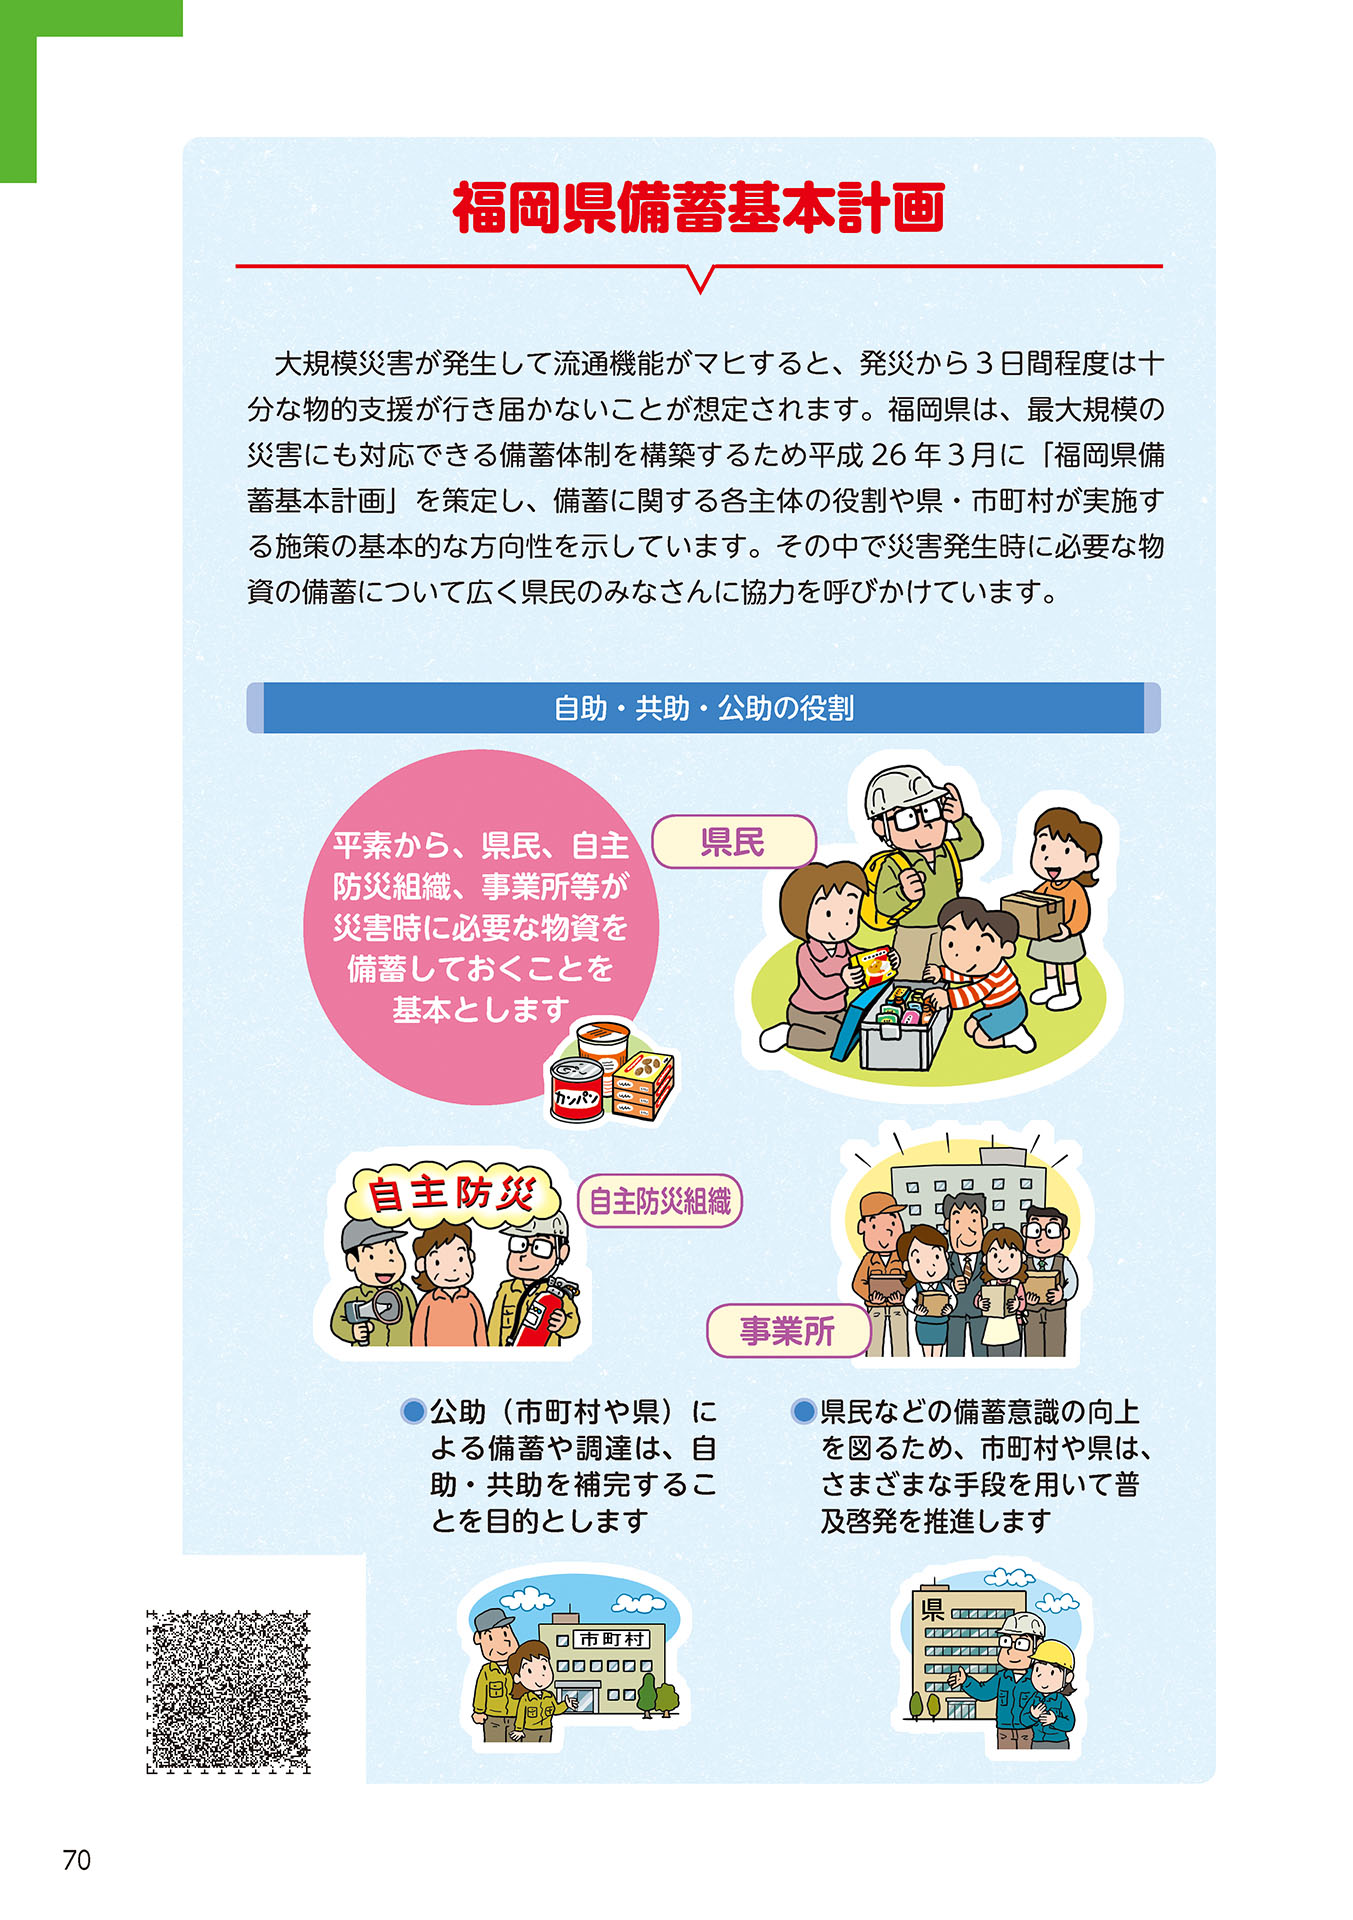 福岡県備蓄基本計画
大規模災害が発生して流通機能がマヒすると、発災から３日間程度は十
分な物的支援が行き届かないことが想定されます。福岡県は、最大規模の
災害にも対応できる備蓄体制を構築するため平成 26 年３月に「福岡県備
蓄基本計画」を策定し、備蓄に関する各主体の役割や県・市町村が実施す
る施策の基本的な方向性を示しています。その中で災害発生時に必要な物
資の備蓄について広く県民のみなさんに協力を呼びかけています。
自助・共助・公助の役割
平素から、県民、自主
防災組織、事業所等が
災害時に必要な物資を
備蓄しておくことを
基本とします
カンパン
県民
自主防災
自主防災組織
事業所
公助（市町村や県）に
よる備蓄や調達は、自
助・共助を補完するこ
とを目的とします
県民などの備蓄意識の向上
を図るため、市町村や県は、
さまざまな手段を用いて普
及啓発を推進します
市町村
県
70